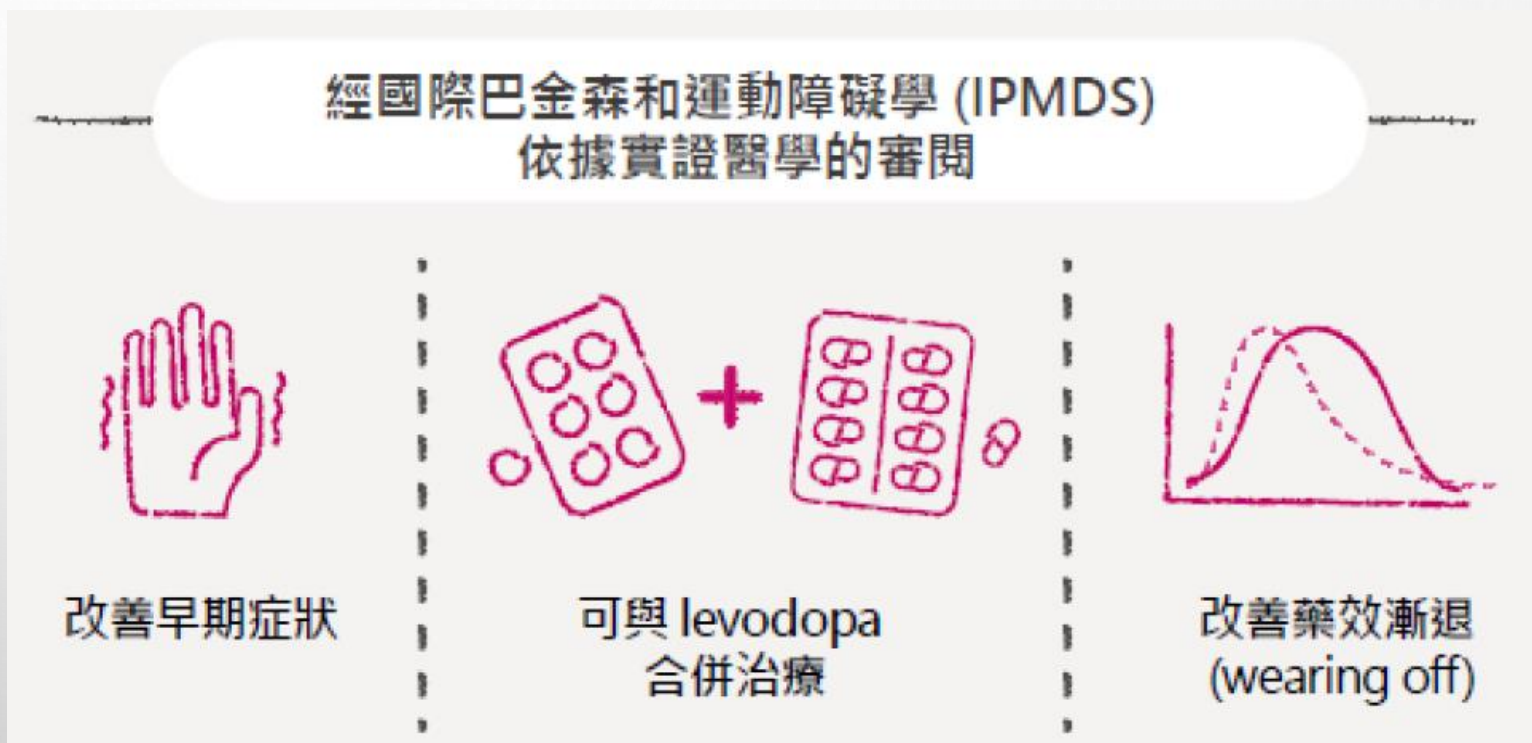 經國際巴金森和運動障礙學 (IPMDS)
依據實證醫學的審閱
改善早期症狀
可與 levodopa
合併治療
改善藥效漸退
(wearing off)